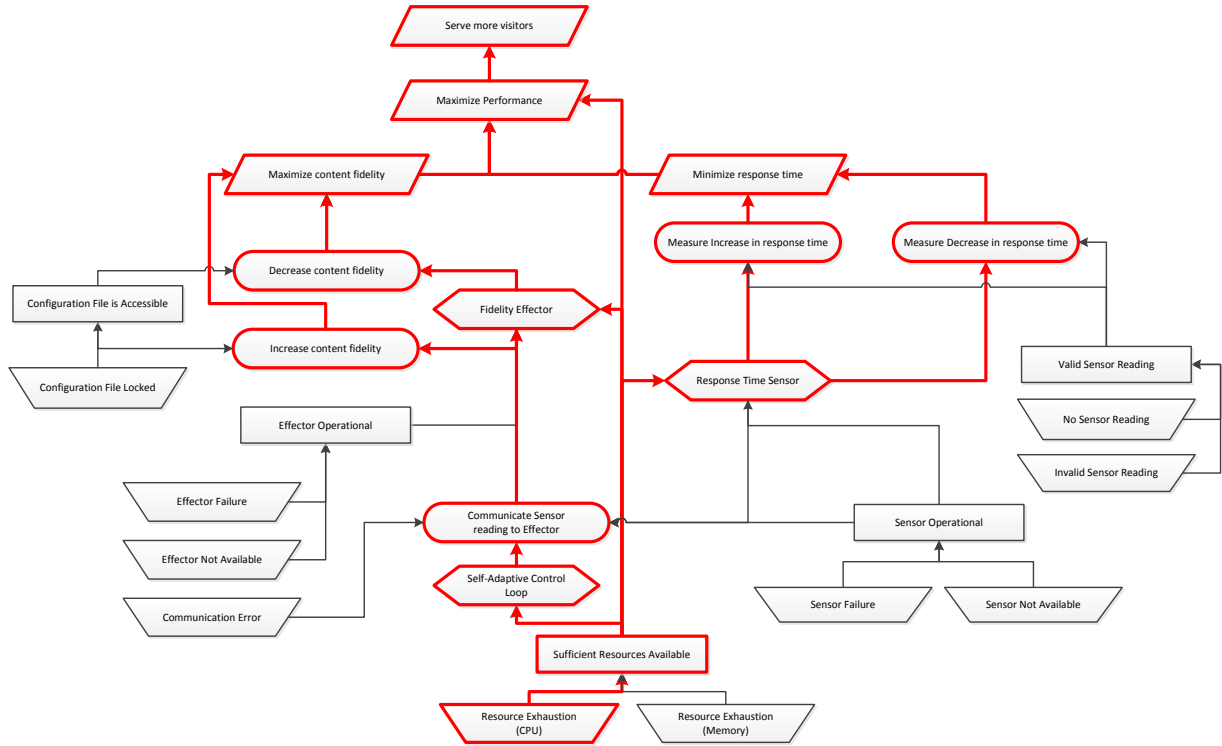 Serve more visitors
Maximize Performance
Maximize content fidelity
Minimize response time
Measure Increase in response time
Measure Decrease in response time
Decrease content fidelity
Configuration File is Accessible
Fidelity Effector
Increase content fidelity
Valid Sensor Reading
Configuration File Locked
Response Time Sensor
No Sensor Reading
Effector Operational
Invalid Sensor Reading
Effector Failure
Communicate Sensor
reading to Effector
Sensor Operational
Effector Not Available
Self-Adaptive Control
Loop
Communication Error
Sensor Failure
Sensor Not Available
Sufficient Resources Available
Resource Exhaustion
(CPU)
Resource Exhaustion
(Memory)